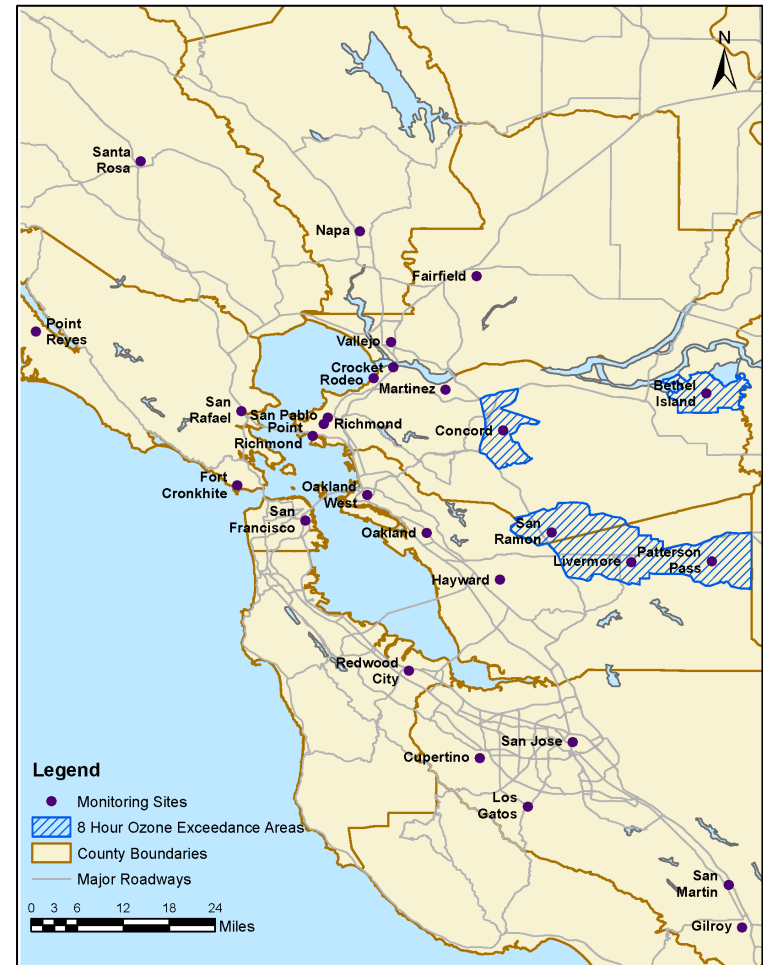 N
Santa
Rosa
Napa
Fairfield
Point
Reyes
Vallejo
Crocket
Rodeo
Martinez
Bethel
Island
San
Rafael
San Pablo
Point
Richmond
Richmond
Concord
Fort
Cronkhite
Oakland
West
San
Francisco
Oakland
San
Ramon
Livermore
Patterson
Pass
Hayward
Redwood
City
San Jose
Cupertino
Los
Gatos
San
Martin
Gilroy
Legend
Monitoring Sites
8 Hour Ozone Exceedance Areas
County Boundaries
Major Roadways
0 3 6 12 18 24
Miles